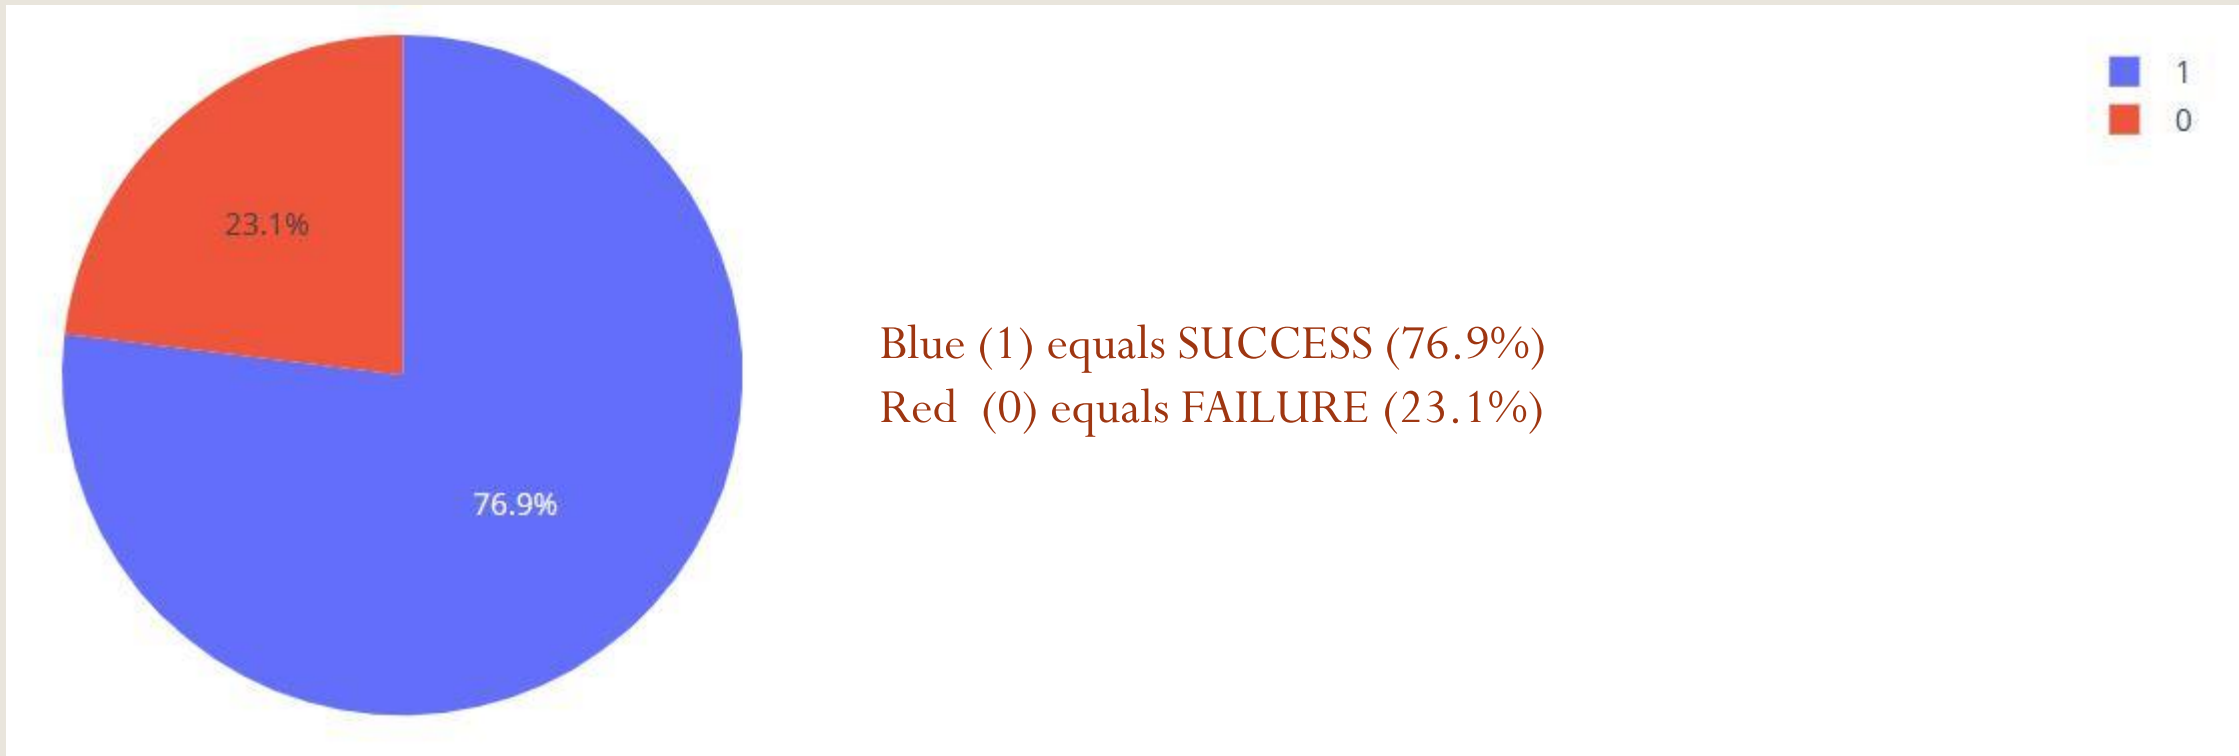 1
0
23.1%
76.9%
Blue (1) equals SUCCESS (76.9%)
Red  (0) equals FAILURE (23.1%)